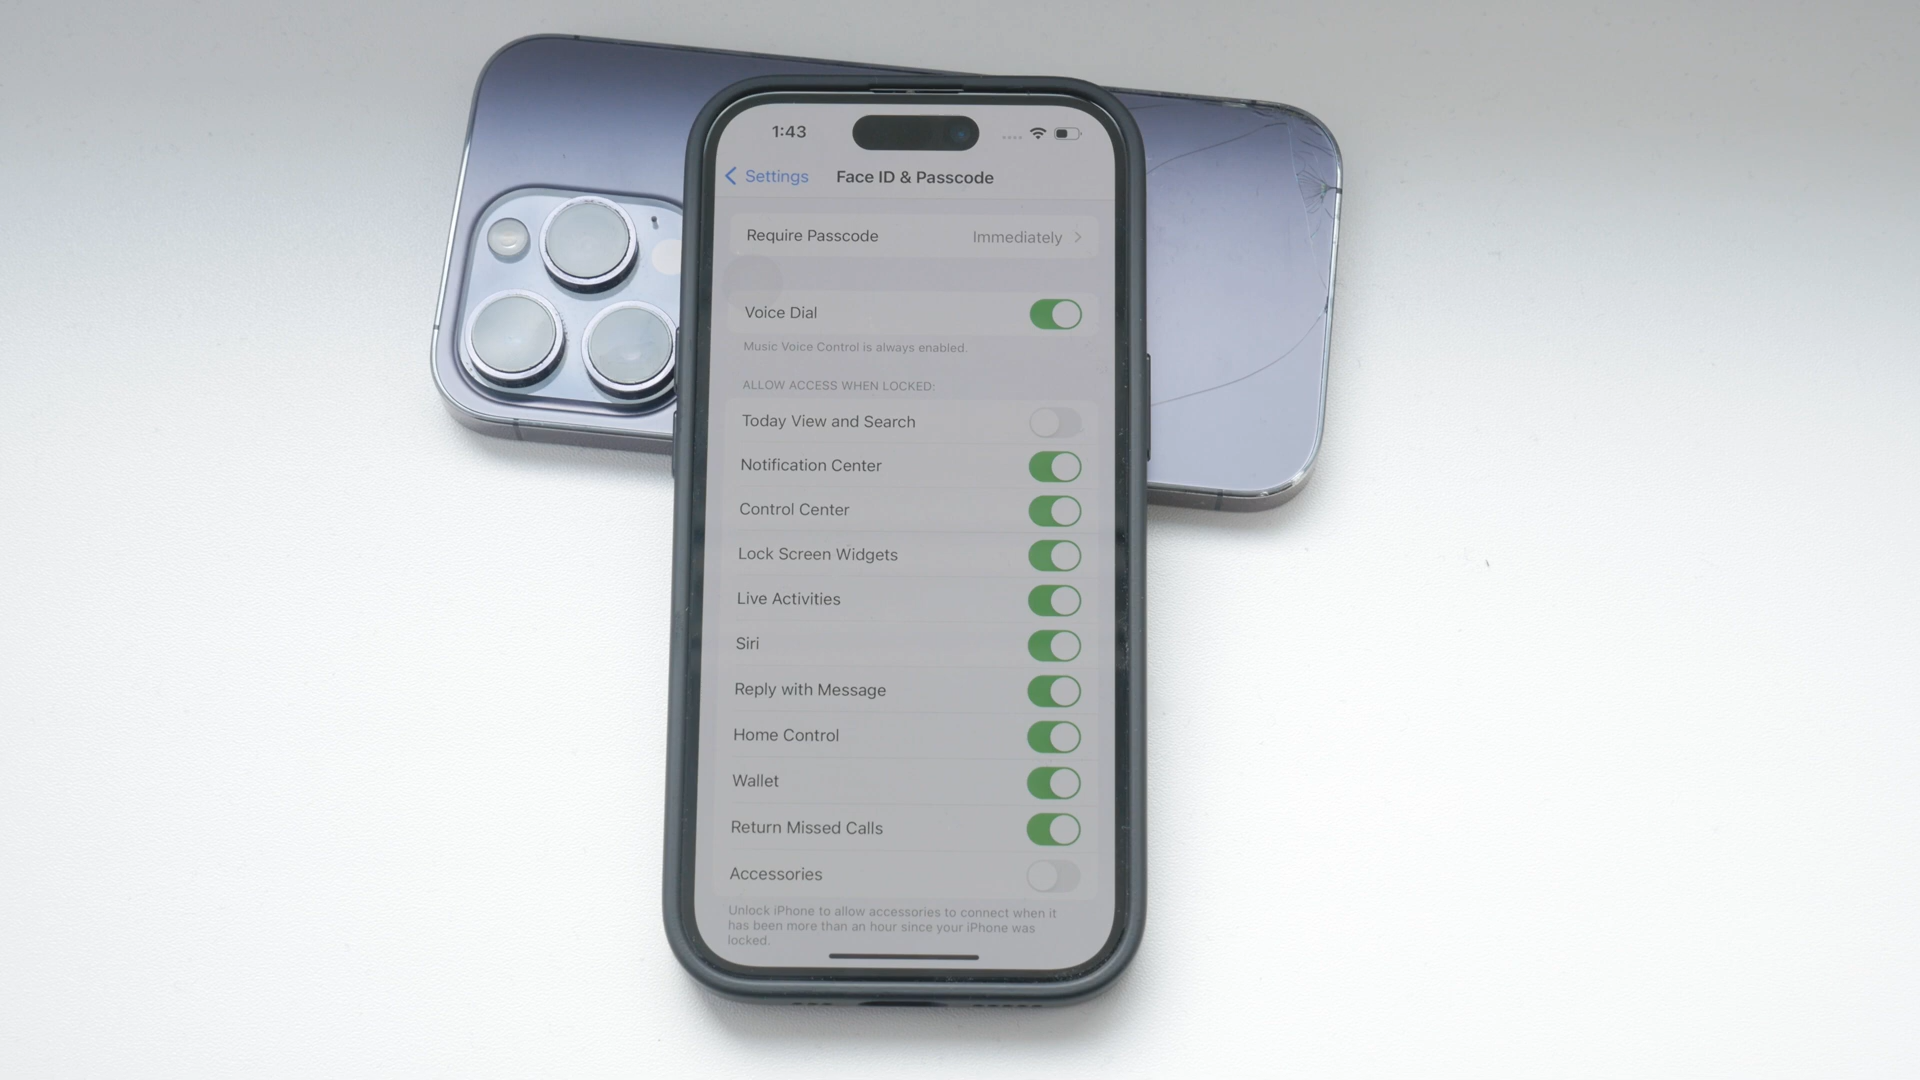 1:43
Settings Face ID & Passcode
Require Passcode Immediately
Voice Dial
Music Voice Control is always enabled.
ALLOW ACCESS WHEN LOCKED:
Today View and Search
Notification Center
Control Center
Lock Screen Widgets
Live Activities
Siri
Reply with Message
Home Control
Wallet
Return Missed Calls
Accessories
Unlock iPhone to allow accessories to connect when it
has been more than an hour since your iPhone was
locked.